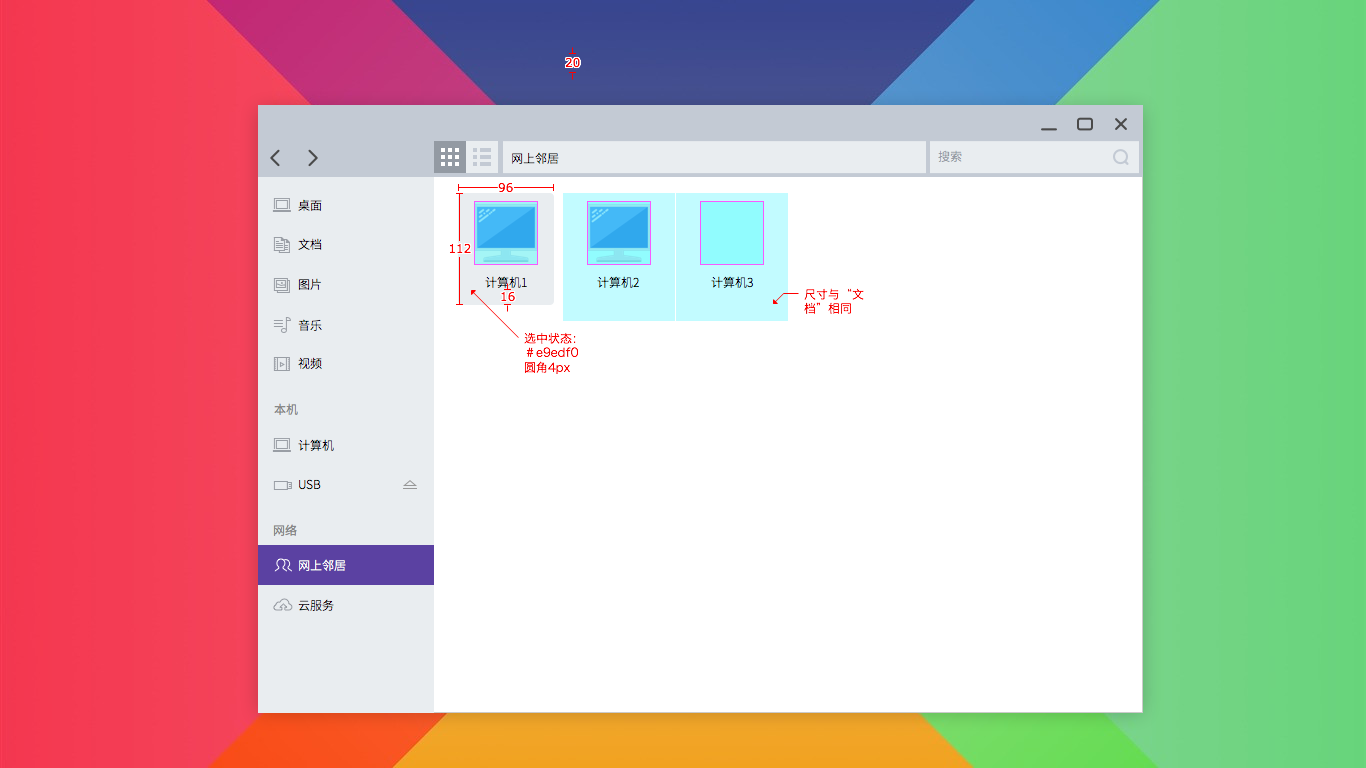 20
网上邻居
搜索
桌面
文档
图片
音乐
视频
本机
计算机
USB
网络
网上邻居
云服务
96
112
计算机1
计算机2
计算机3
16
尺寸与“文
档”相同
选中状态：
#e9edf0
圆角4px